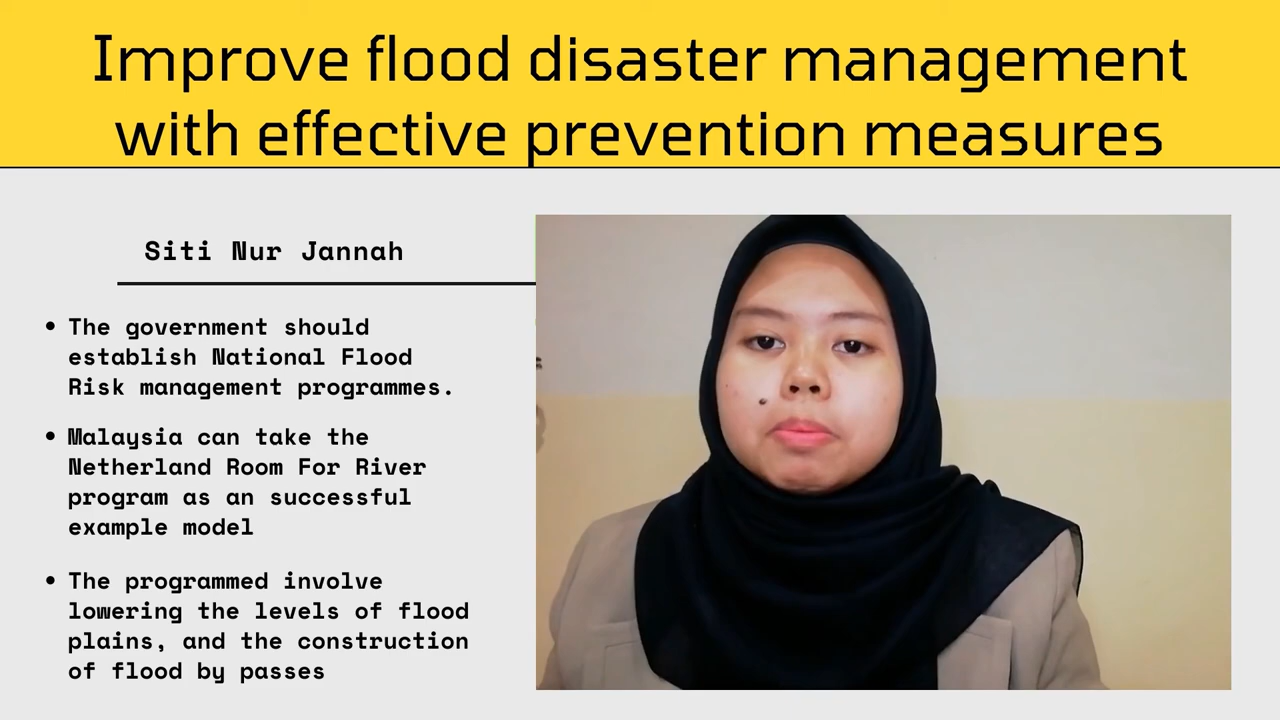 Improve flood disaster management
with effective prevention measures
Siti Nur Jannah
• The government should
establish National Flood
Risk management programmes.
• Malaysia can take the
Netherland Room For River
program as an successful
example model
• The programmed involve
lowering the levels of flood
plains, and the construction
of flood by passes